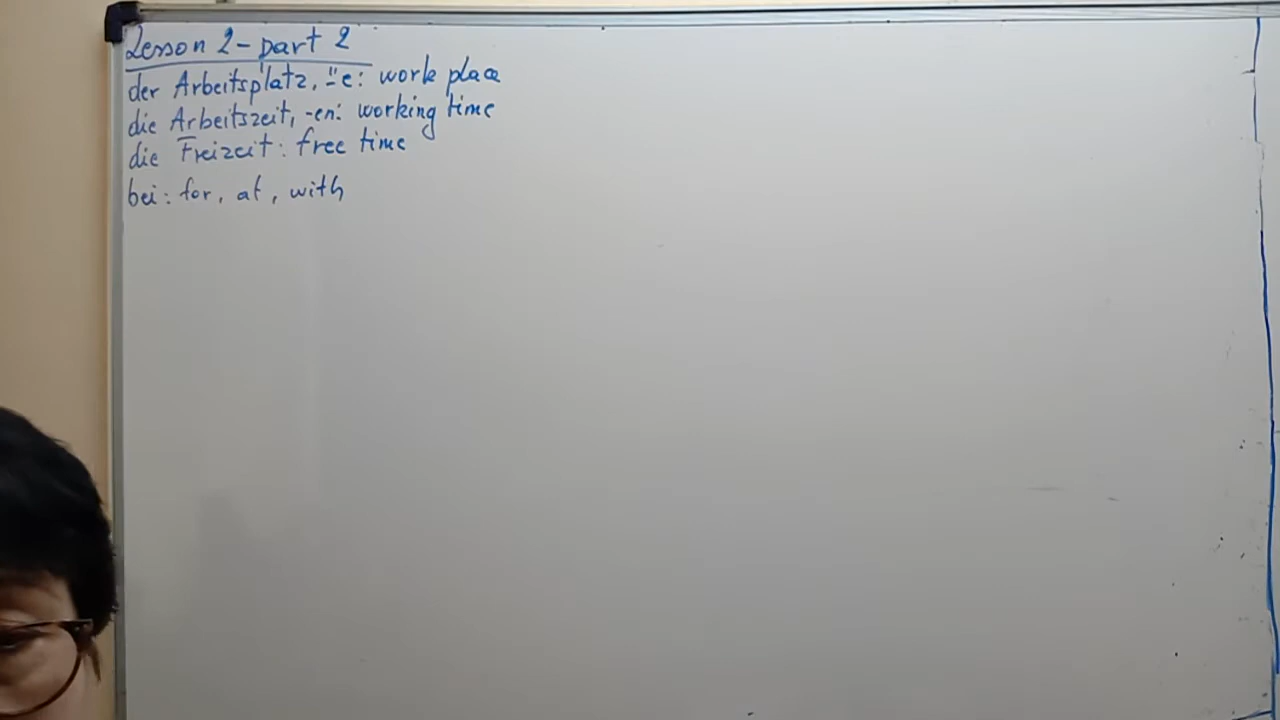 Lesson 2 - part 2
der Arbeitsplatz, ⸚e: work place
die Arbeitszeit, -en: working time
die Freizeit: free time
bei: for, at, with